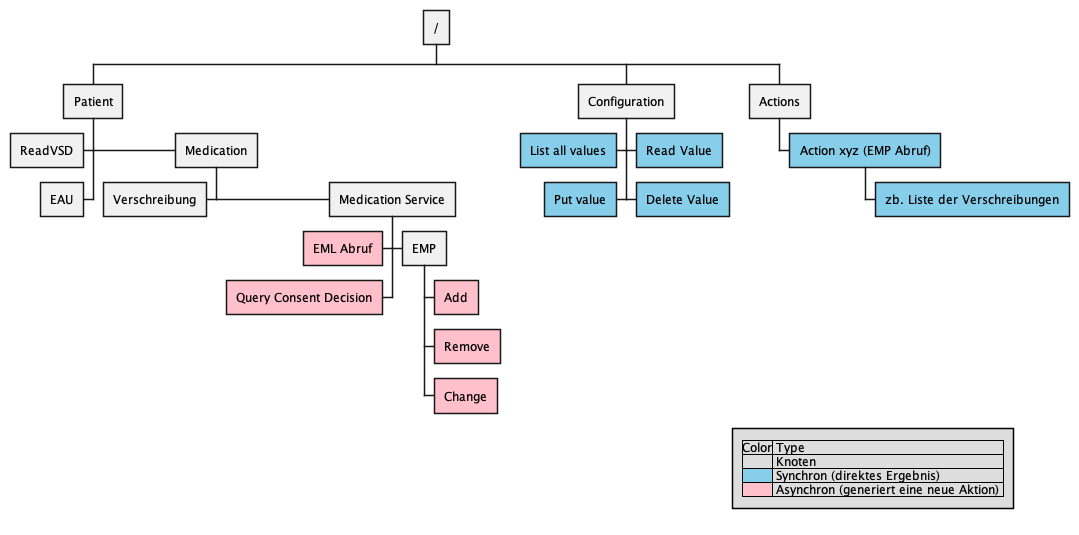 /
Patient
Configuration
Actions
ReadVSD
Medication
List all values
Read Value
Action xyz (EMP Abruf)
EAU
Verschreibung
Medication Service
Put value
Delete Value
zb. Liste der Verschreibungen
EML Abruf
EMP
Query Consent Decision
Add
Remove
Change
Color Type
Knoten
Synchron (direktes Ergebnis)
Asynchron (generiert eine neue Aktion)